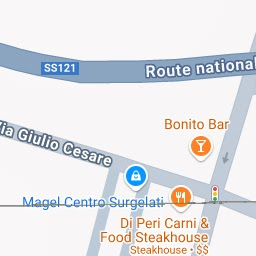 SS121
Route national
Bonito Bar
ia Giulio Cesare
Magel Centro Surgelati
Di Peri Carni &
Food Steakhouse
Steakhouse • $$